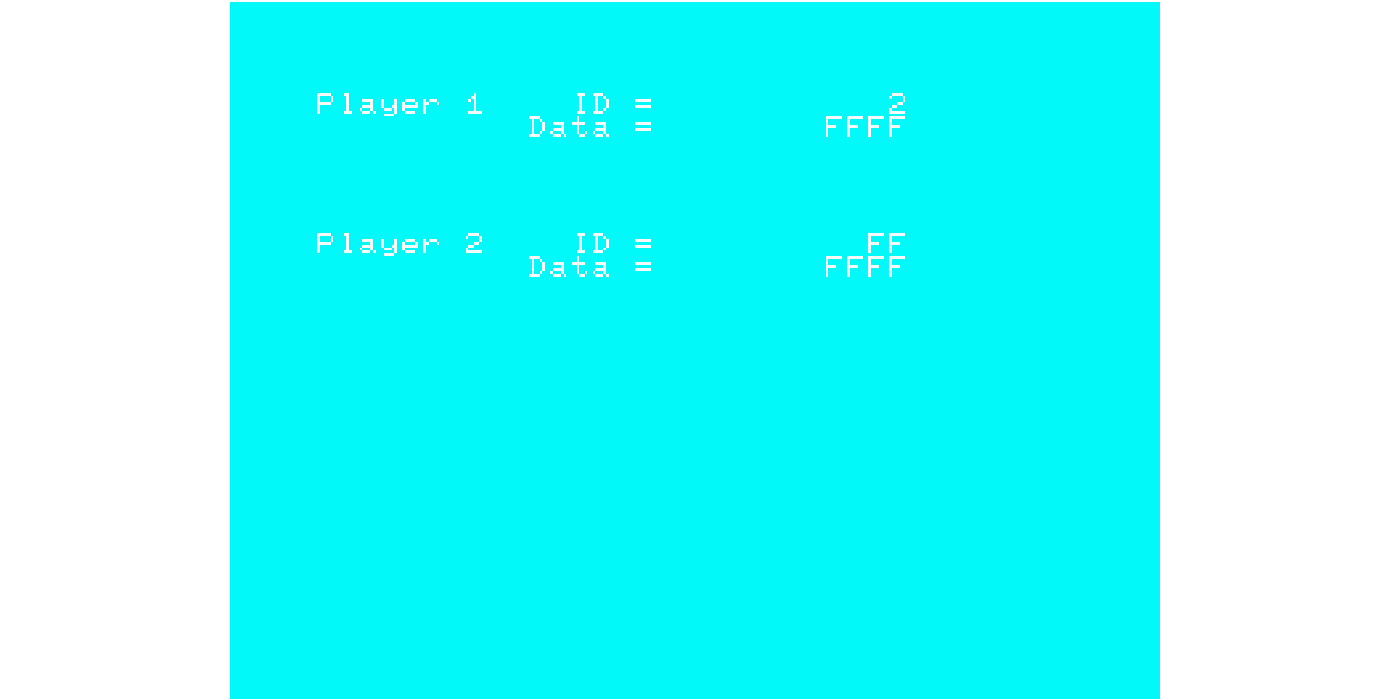 Player 1 ID = 2
Data = FFFF
Player 2 ID = FF
Data = FFFF